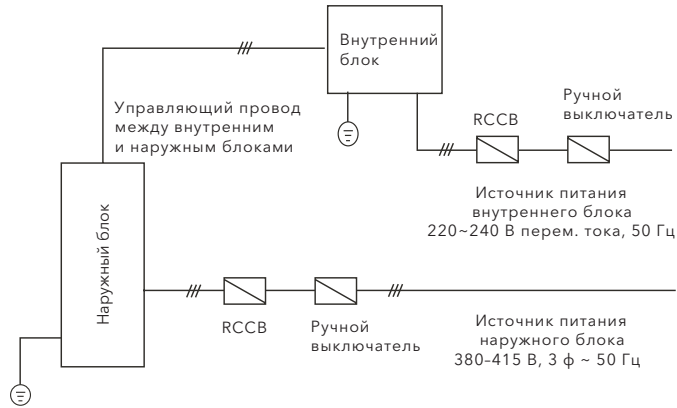 Внутренний
блок
Управляющий провод
между внутренним
и наружным блоками
Ручной
выключатель
RCCB
Источник питания
внутреннего блока
220~240 В перем. тока, 50 Гц
Наружный блок
RCCB
Ручной
выключатель
Источник питания
наружного блока
380–415 В, 3 ф ~ 50 Гц